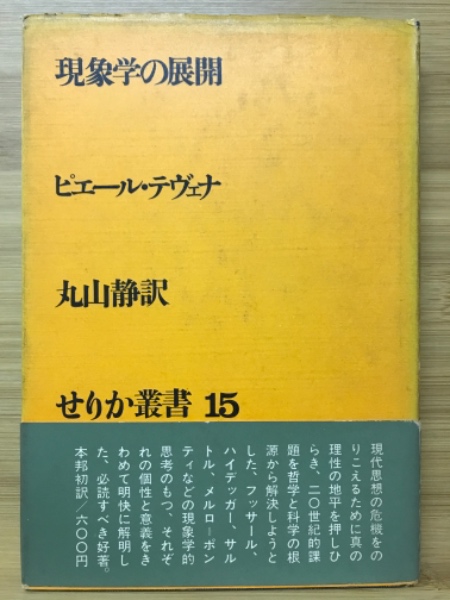 現象学の展開
ピエール・テヴェナ
丸山静訳
せりか叢書 15
現代思想の危機をの
りこえるために真の
理性の地平を押しひ
らき、二〇世紀的課
題を哲学と科学の根
源から解決しようと
した、フッサール、
ハイデッガー、サル
トル、メルロ＝ポン
ティなどの現象学的
思考のもつ、それぞ
れの個性と意義をき
わめて明快に解明し
た、必読すべき好著。
本邦初訳／六〇〇円